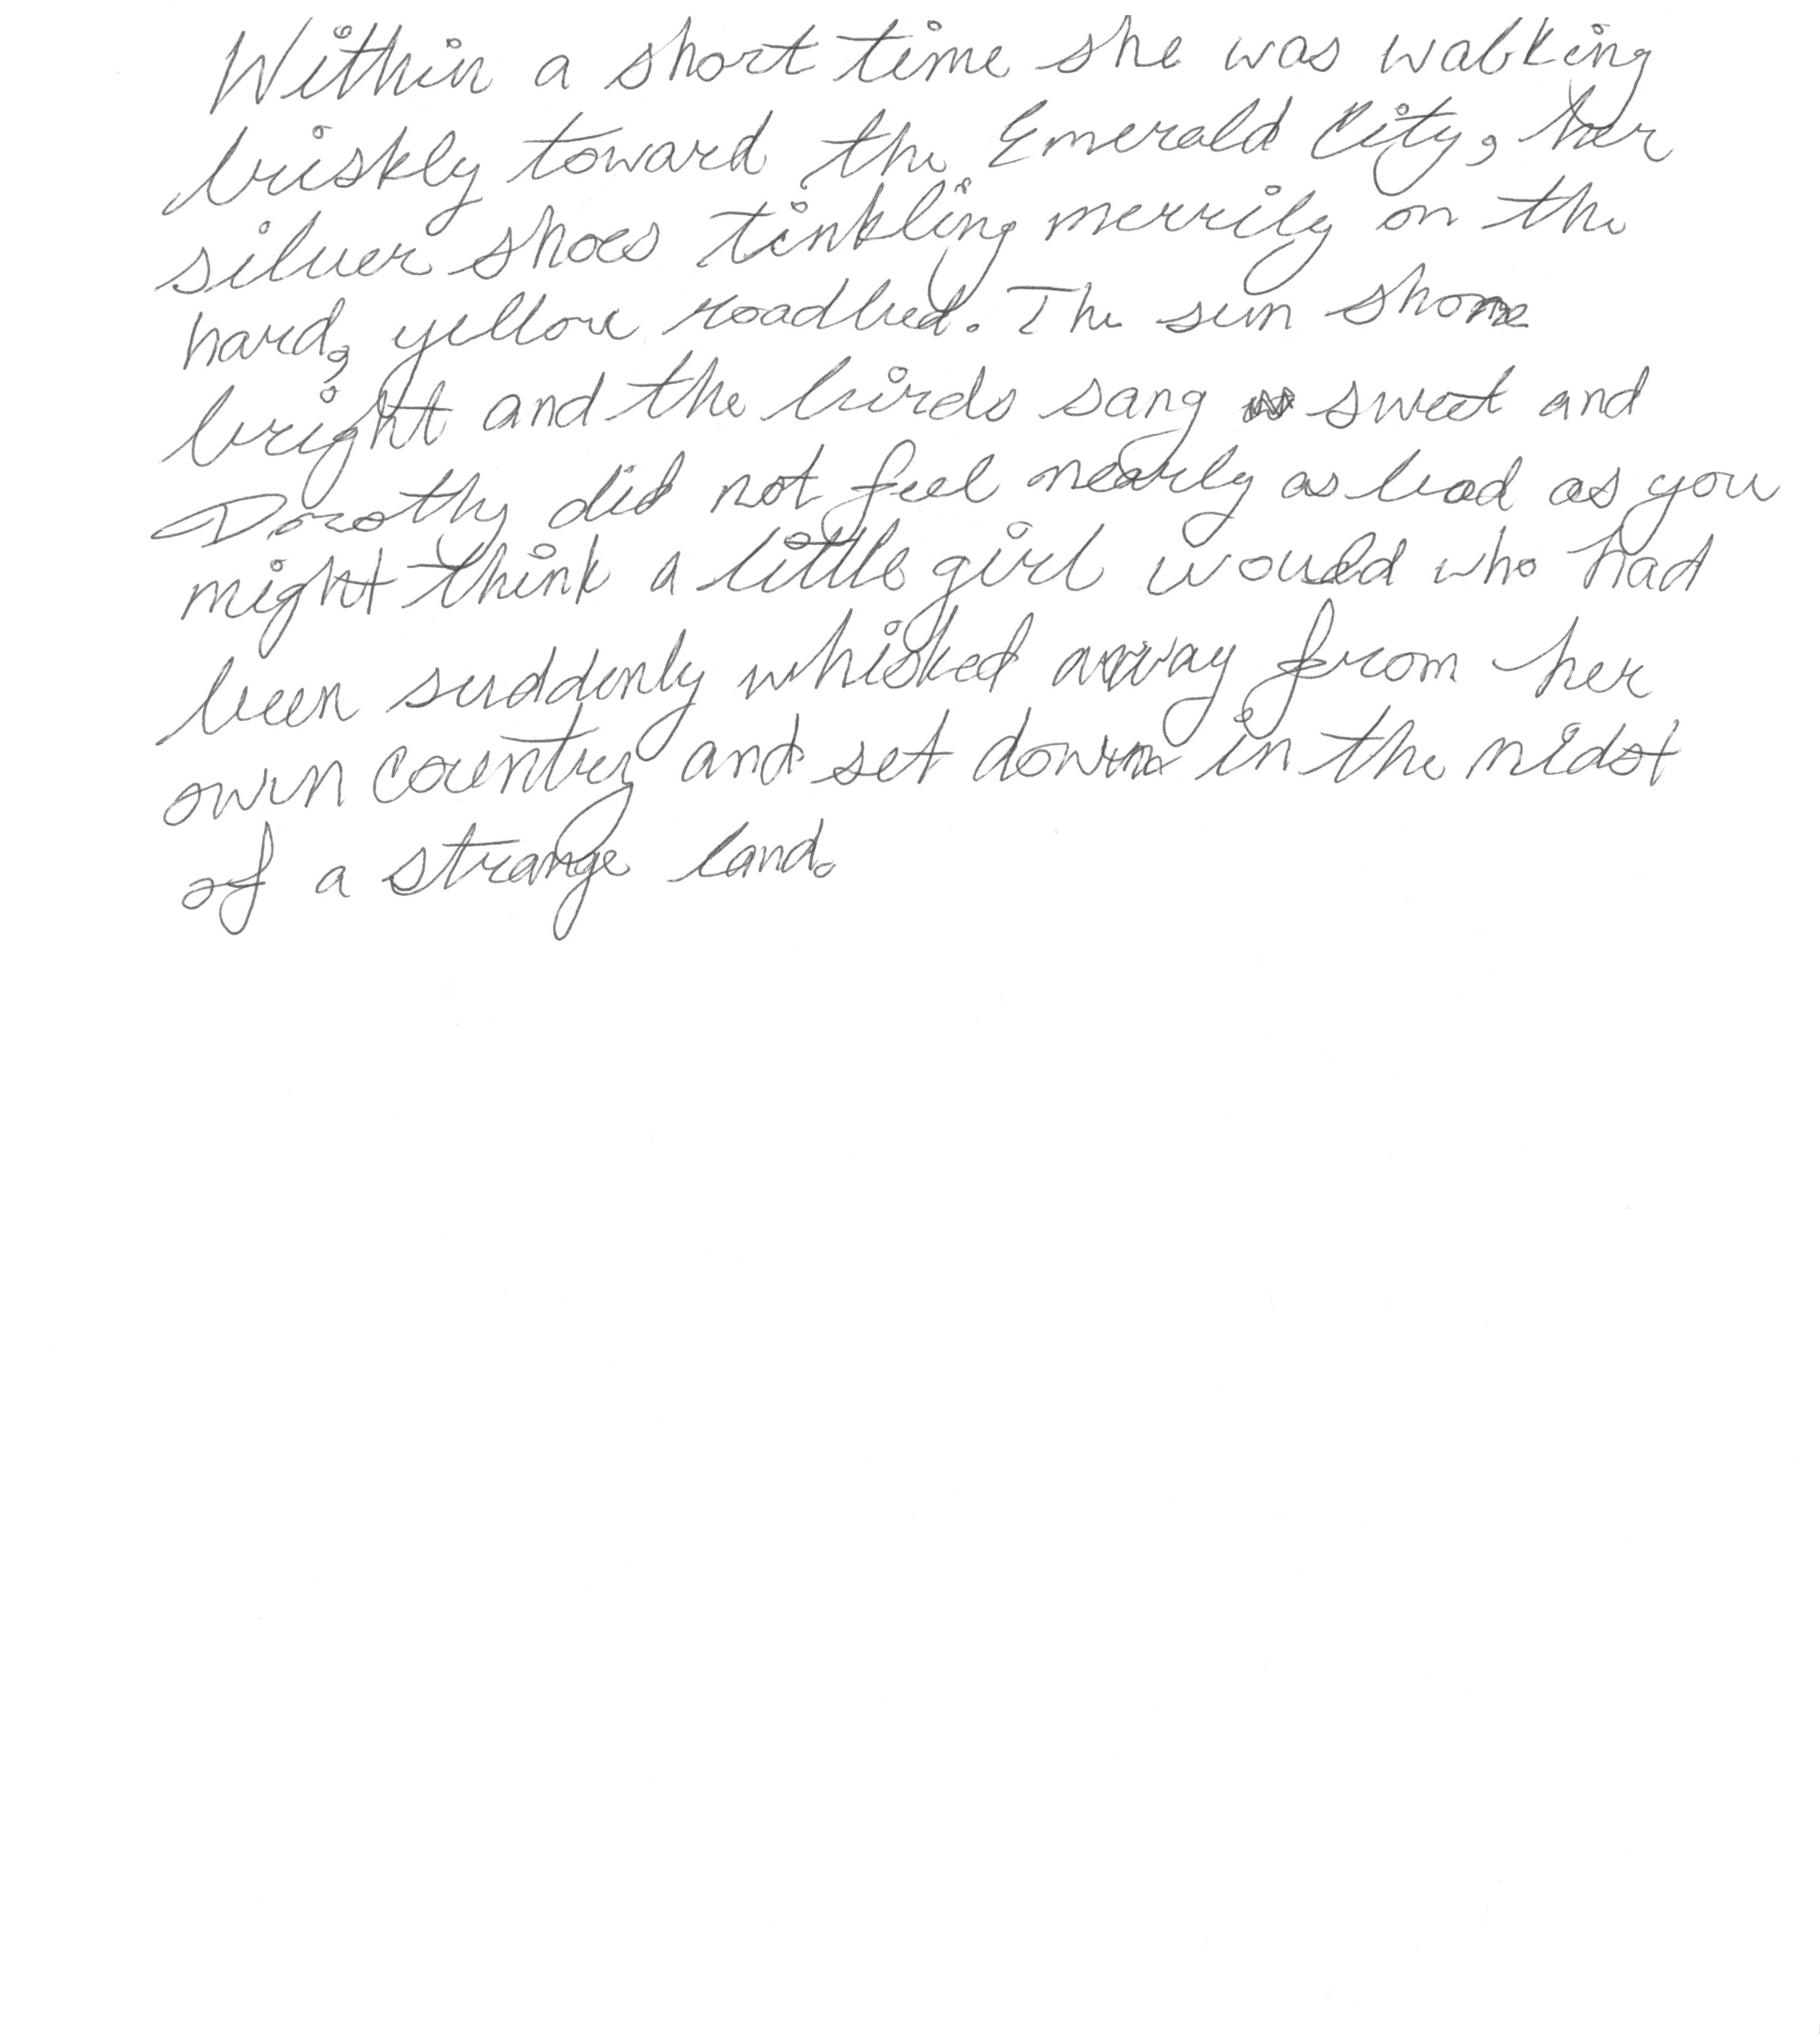 Within a short time she was walking
briskly toward the Emerald City, her
silver shoes tinkling merrily on the
hard, yellow roadbed. The sun shone
bright and the birds sang sweet and
Dorothy did not feel nearly as bad as you
might think a little girl would who had
been suddenly whisked away from her
own country and set down in the midst
of a strange land.